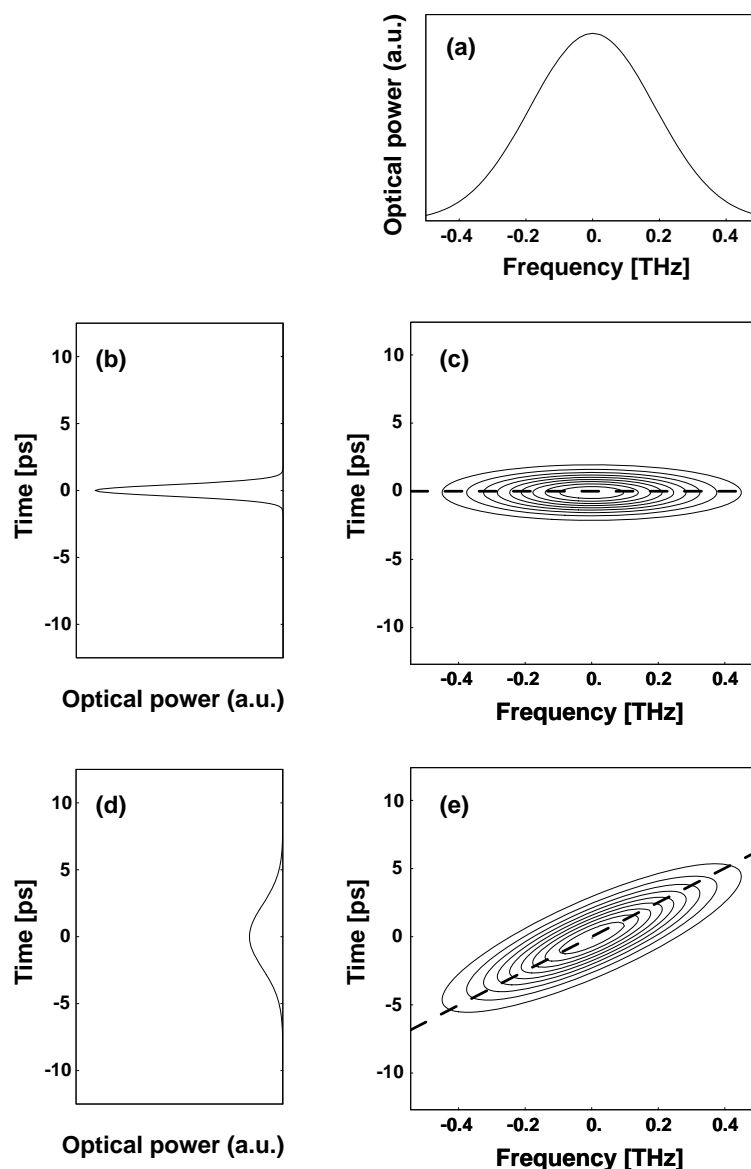 (a)
Optical power (a.u.)
-0.4 -0.2 0. 0.2 0.4
Frequency [THz]
(b)
10
5
0
-5
-10
Time [ps]
Optical power (a.u.)
(c)
10
5
0
-5
-10
Time [ps]
-0.4 -0.2 0. 0.2 0.4
Frequency [THz]
(d)
10
5
0
-5
-10
Time [ps]
Optical power (a.u.)
(e)
10
5
0
-5
-10
Time [ps]
-0.4 -0.2 0. 0.2 0.4
Frequency [THz]